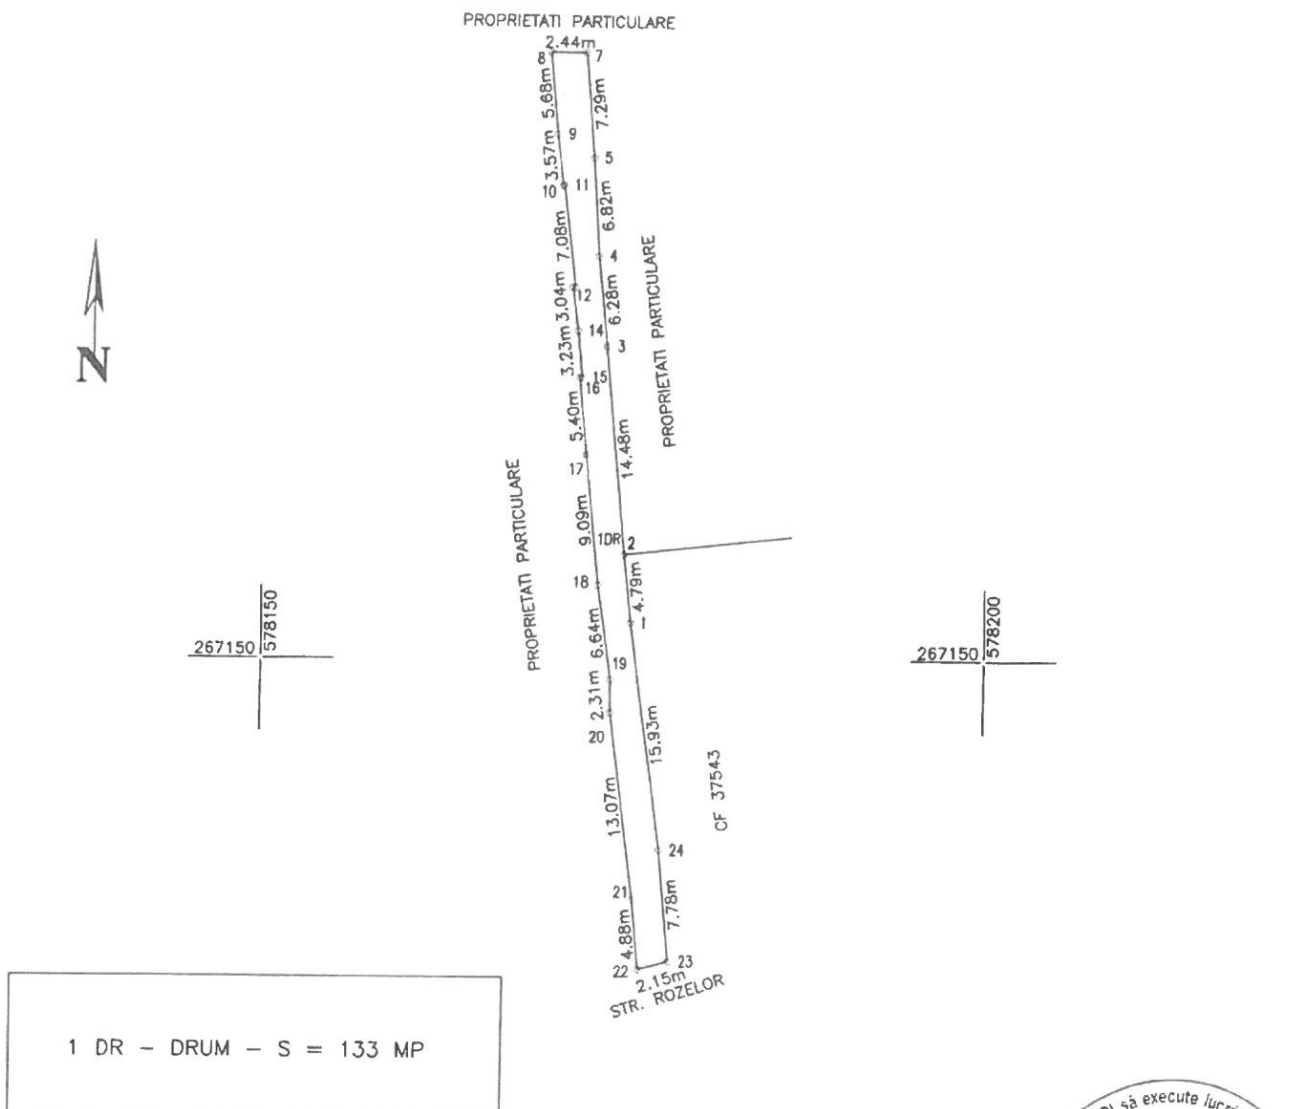 PROPRIETATI PARTICULARE
2.44m
8
7
5.68m
7.29m
9
3.57m
5
10
11
6.82m
7.08m
4
PROPRIETATI PARTICULARE
3.04m
12
6.28m
14
3
3.23m
15
16
5.40m
14.48m
17
PROPRIETATI PARTICULARE
9.09m
1DR
2
18
4.79m
1
6.64m
19
267150
578150
267150
578200
2.31m
20
15.93m
CF 37543
13.07m
24
21
7.78m
4.88m
22
23
2.15m
STR. ROZELOR
N
1 DR - DRUM - S = 133 MP
să execute